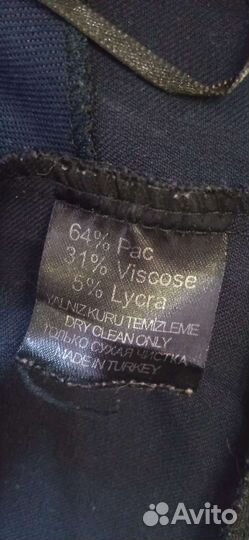 64% Pac
31% Viscose
5% Lycra
YALNIZ KURU TEMİZLEME
DRY CLEAN ONLY
ТОЛЬКО СУХАЯ ЧИСТКА
MADE IN TURKEY
Avito